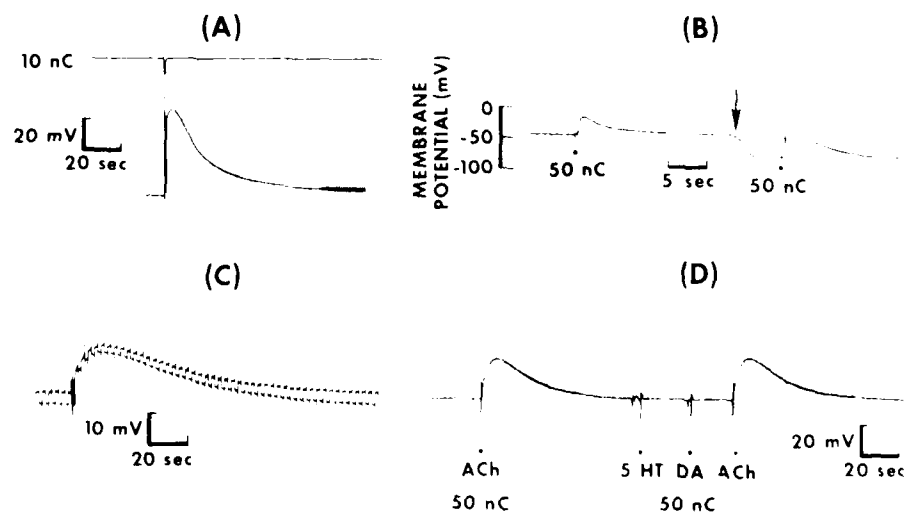 (A)
10 nC
20 mV
20 sec
(B)
MEMBRANE
POTENTIAL (mV)
0
-50
-100
50 nC
5 sec
50 nC
(C)
10 mV
20 sec
(D)
ACh
5 HT
DA
ACh
50 nC
50 nC
20 mV
20 sec